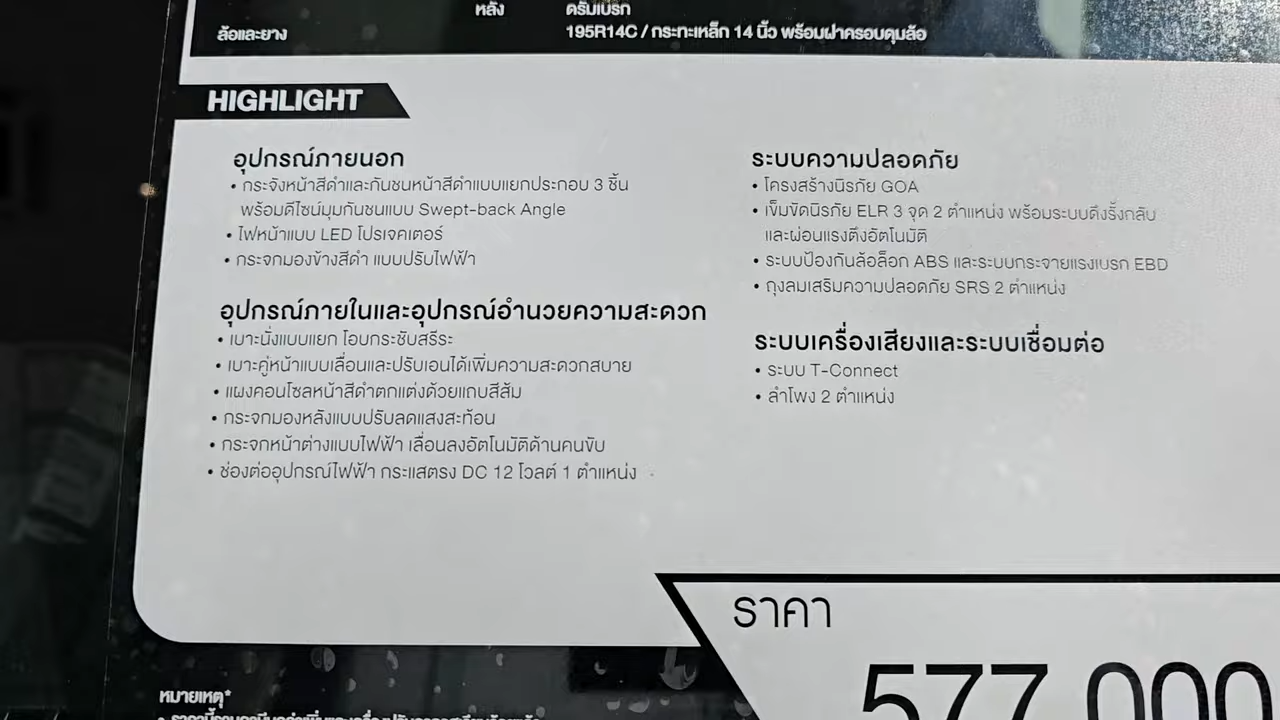 หลัง
ดรัมเบรก
ล้อและยาง
195R14C / กระทะเหล็ก 14 นิ้ว พร้อมฝาครอบดุมล้อ
HIGHLIGHT
อุปกรณ์ภายนอก
• กระจังหน้าสีดำและกันชนหน้าสีดำแบบแยกประกอบ 3 ชิ้น
พร้อมดีไซน์มุมกันชนแบบ Swept-back Angle
• ไฟหน้าแบบ LED โปรเจคเตอร์
• กระจกมองข้างสีดำ แบบปรับไฟฟ้า
อุปกรณ์ภายในและอุปกรณ์อำนวยความสะดวก
• เบาะนั่งแบบแยก โอบกระชับสรีระ
• เบาะคู่หน้าแบบเลื่อนและปรับเอนได้เพิ่มความสะดวกสบาย
• แผงคอนโซลหน้าสีดำตกแต่งด้วยแถบสีส้ม
• กระจกมองหลังแบบปรับลดแสงสะท้อน
• กระจกหน้าต่างแบบไฟฟ้า เลื่อนลงอัตโนมัติด้านคนขับ
• ช่องต่ออุปกรณ์ไฟฟ้า กระแสตรง DC 12 โวลต์ 1 ตำแหน่ง
ระบบความปลอดภัย
• โครงสร้างนิรภัย GOA
• เข็มขัดนิรภัย ELR 3 จุด 2 ตำแหน่ง พร้อมระบบดึงรั้งกลับ
และผ่อนแรงตึงอัตโนมัติ
• ระบบป้องกันล้อล็อก ABS และระบบกระจายแรงเบรก EBD
• ถุงลมเสริมความปลอดภัย SRS 2 ตำแหน่ง
ระบบเครื่องเสียงและระบบเชื่อมต่อ
• ระบบ T-Connect
• ลำโพง 2 ตำแหน่ง
ราคา
577,000
หมายเหตุ*